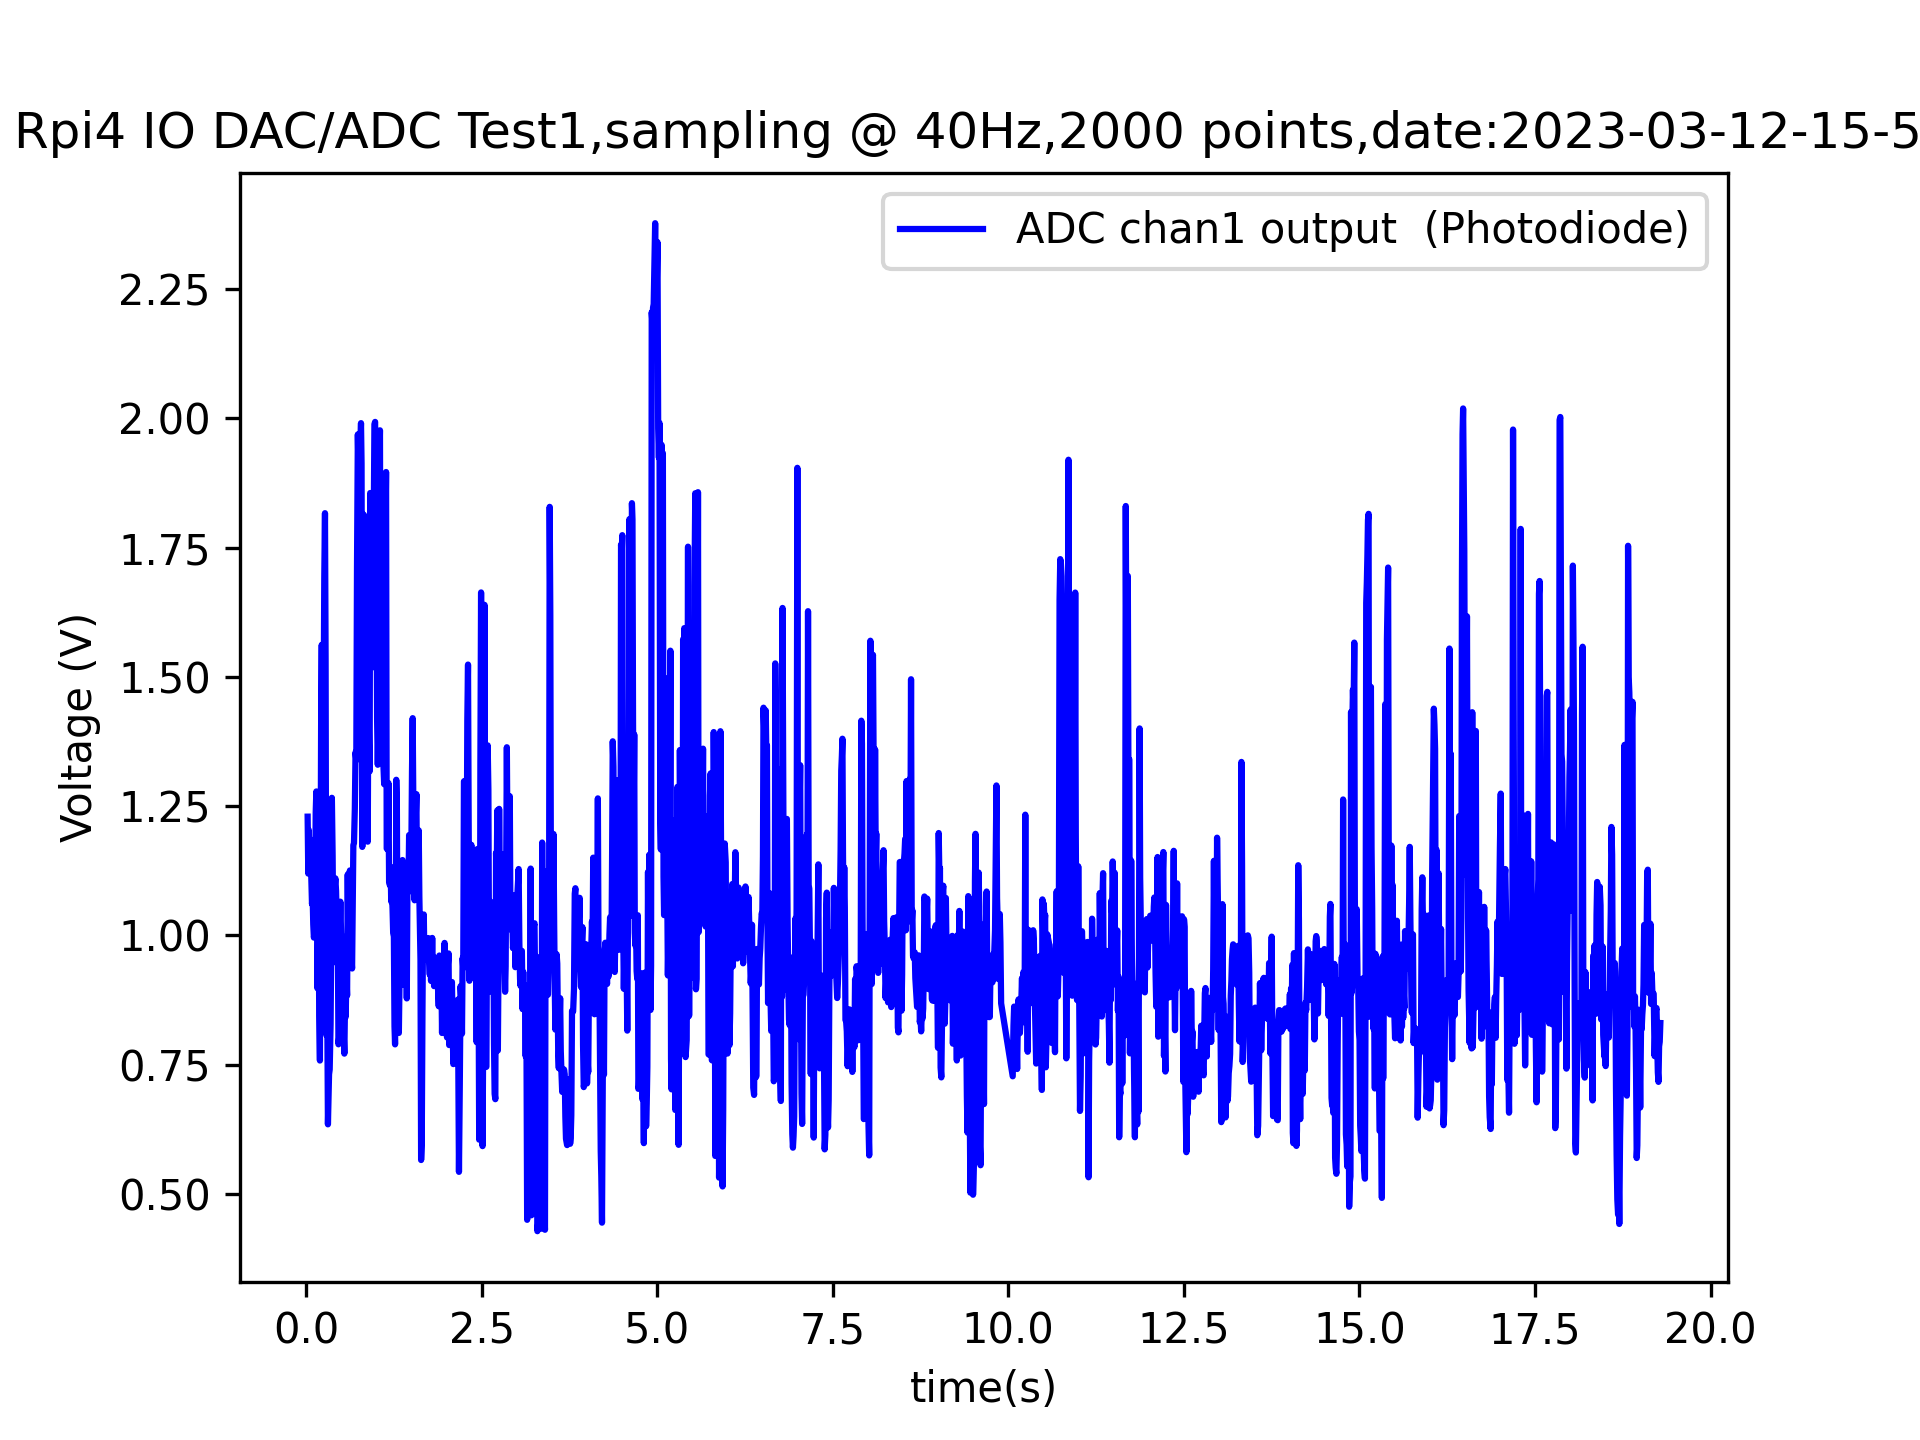 Rpi4 IO DAC/ADC Test1,sampling @ 40Hz,2000 points,date:2023-03-12-15-5
ADC chan1 output  (Photodiode)
2.25
2.00
1.75
1.50
1.25
1.00
0.75
0.50
Voltage (V)
0.0 2.5 5.0 7.5 10.0 12.5 15.0 17.5 20.0
time(s)